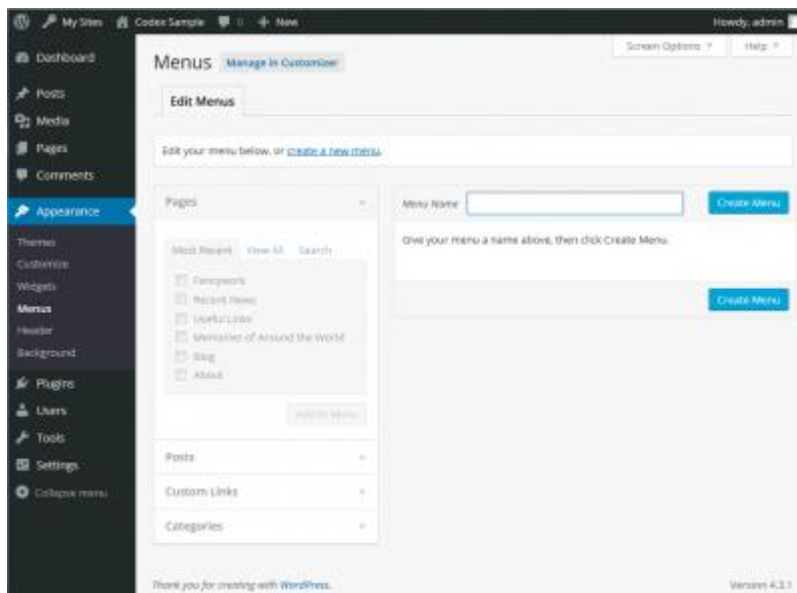 My Sites Codex Sample 0 New Howdy, admin
Screen Options Help
Dashboard
Posts
Media
Pages
Comments
Appearance
Themes
Customize
Widgets
Menus
Header
Background
Plugins
Users
Tools
Settings
Collapse menu
Menus Manage in Customizer
Edit Menus
Edit your menu below, or create a new menu.
Pages
Most Recent View All Search
Fancywork
Recent News
Useful Links
Memories of Around the World
Blog
About
Add to Menu
Posts
Custom Links
Categories
Menu Name Create Menu
Give your menu a name above, then click Create Menu.
Create Menu
Thank you for creating with WordPress. Version 4.3.1